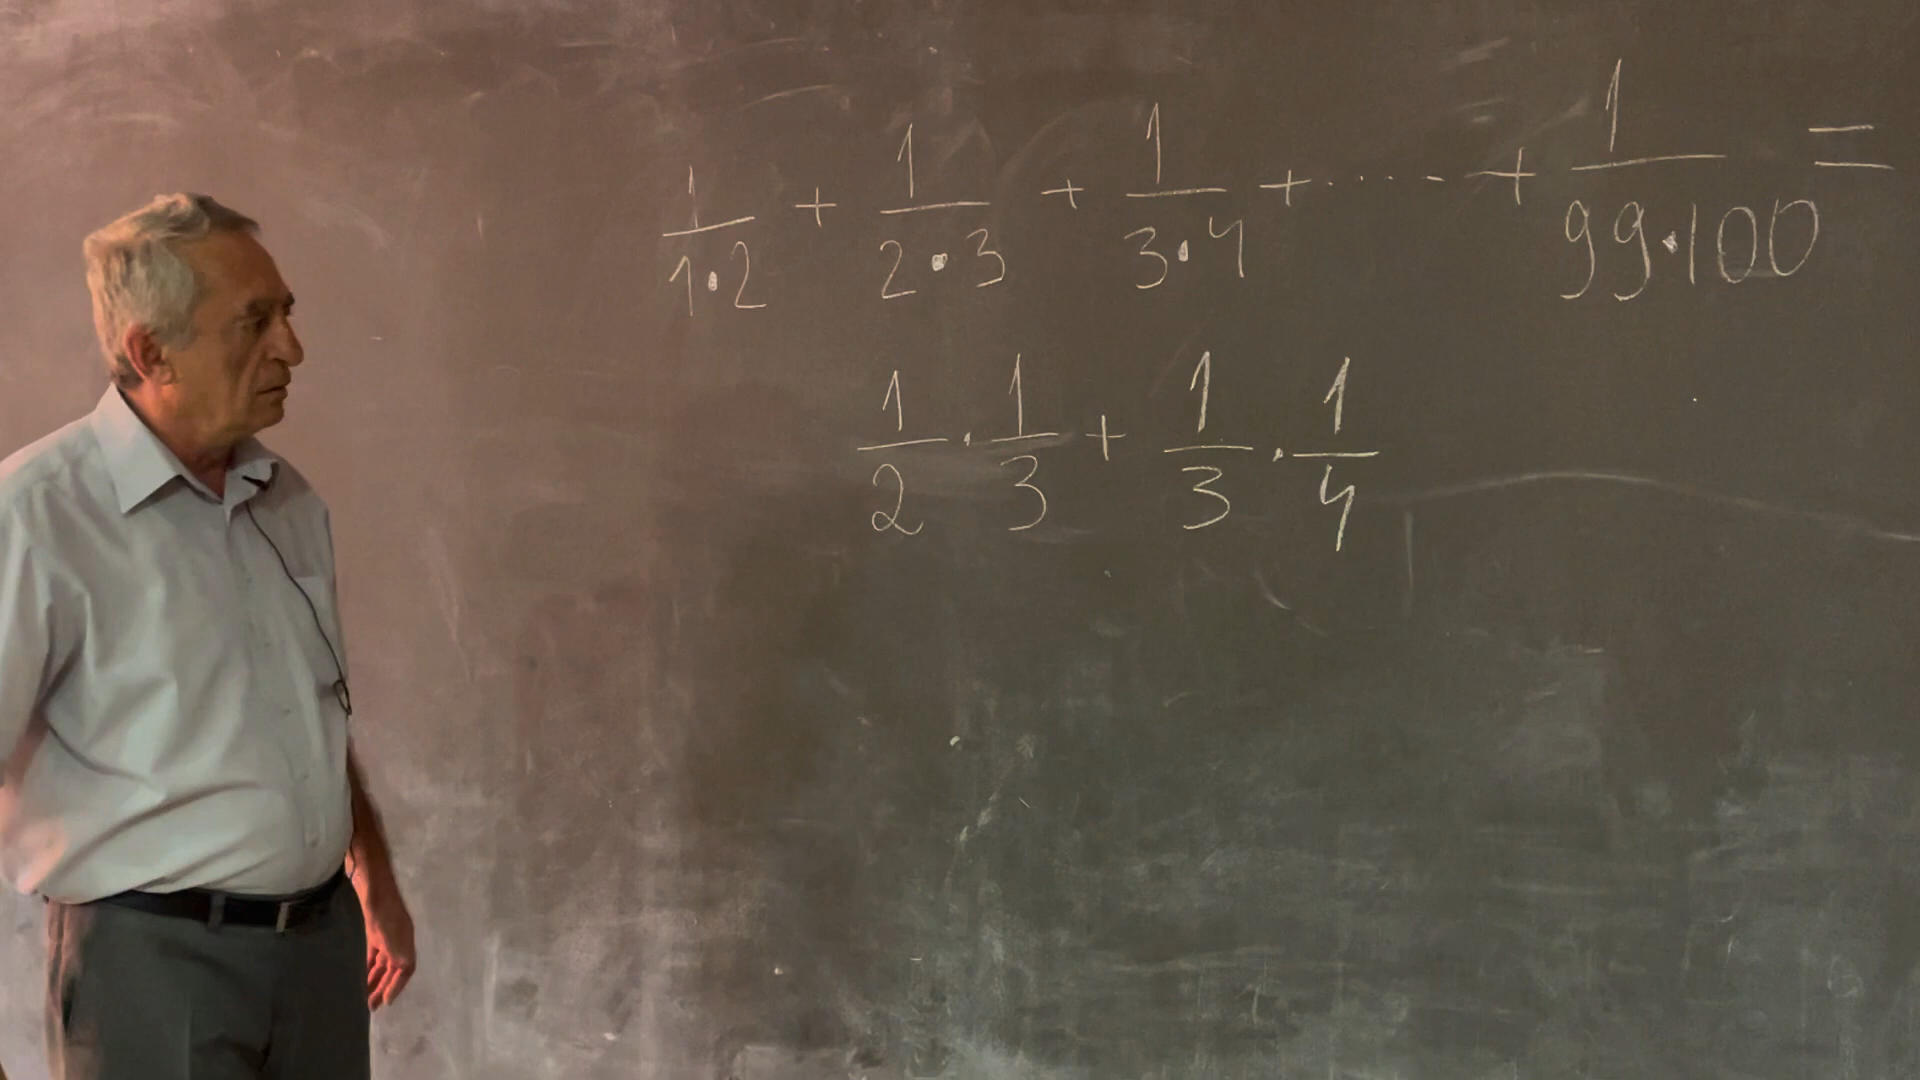 1/1·2 + 1/2·3 + 1/3·4 + ····· + 1/99·100 =
1/2 · 1/3 + 1/3 · 1/4